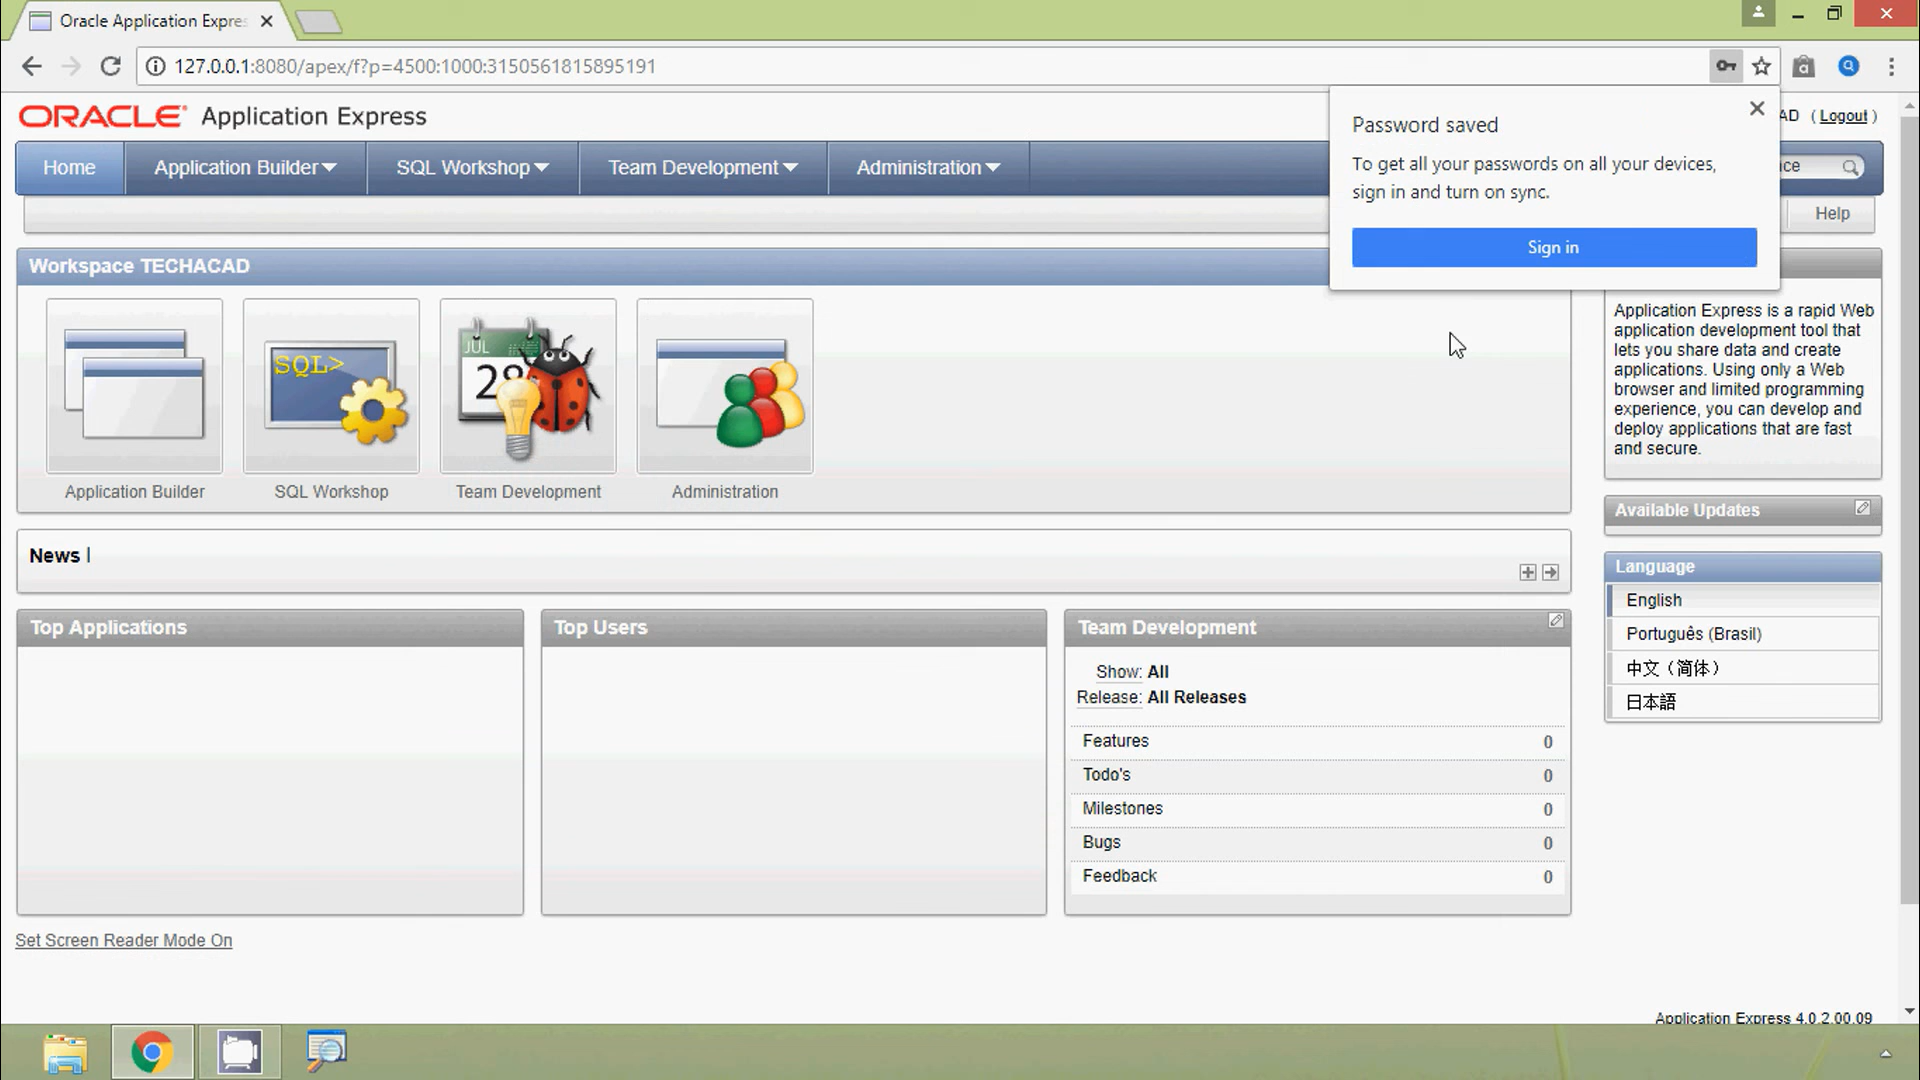 Oracle Application Expre
127.0.0.1:8080/apex/f?p=4500:1000:3150561815895191
ORACLE Application Express
AD ( Logout )
Password saved
To get all your passwords on all your devices,
sign in and turn on sync.
Sign in
Home
Application Builder
SQL Workshop
Team Development
Administration
Help
Workspace TECHACAD
JUL
28
SQL>
Application Builder
SQL Workshop
Team Development
Administration
Application Express is a rapid Web
application development tool that
lets you share data and create
applications. Using only a Web
browser and limited programming
experience, you can develop and
deploy applications that are fast
and secure.
Available Updates
News
Language
English
Português (Brasil)
中文（简体）
日本語
Top Applications
Top Users
Team Development
Show: All
Release: All Releases
Features 0
Todo's 0
Milestones 0
Bugs 0
Feedback 0
Set Screen Reader Mode On
Application Express 4.0.2.00.09